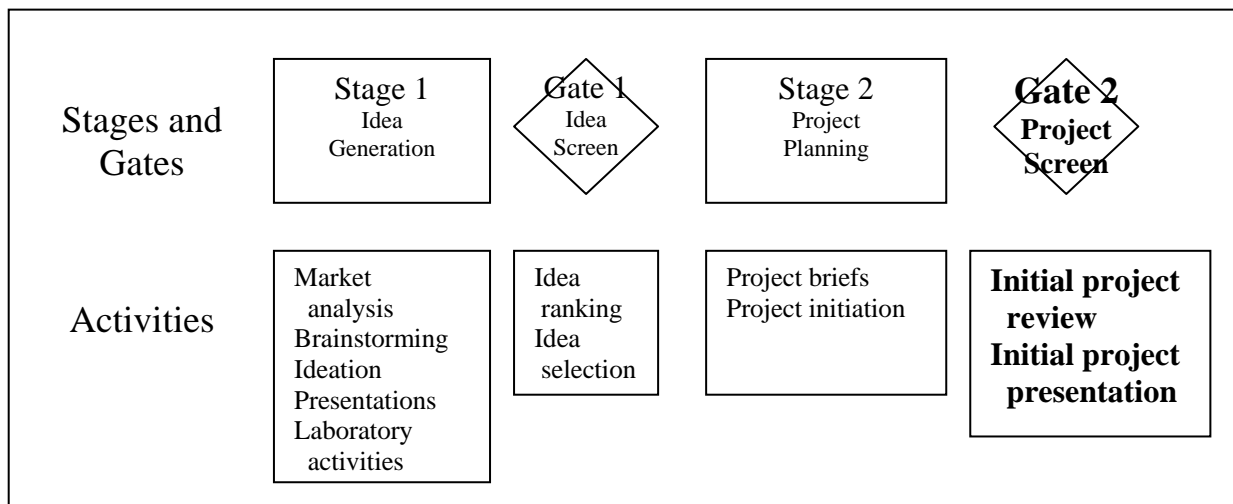 Stages and
Gates
Stage 1
Idea
Generation
Gate 1
Idea
Screen
Stage 2
Project
Planning
Gate 2
Project
Screen
Activities
Market
analysis
Brainstorming
Ideation
Presentations
Laboratory
activities
Idea
ranking
Idea
selection
Project briefs
Project initiation
Initial project
review
Initial project
presentation